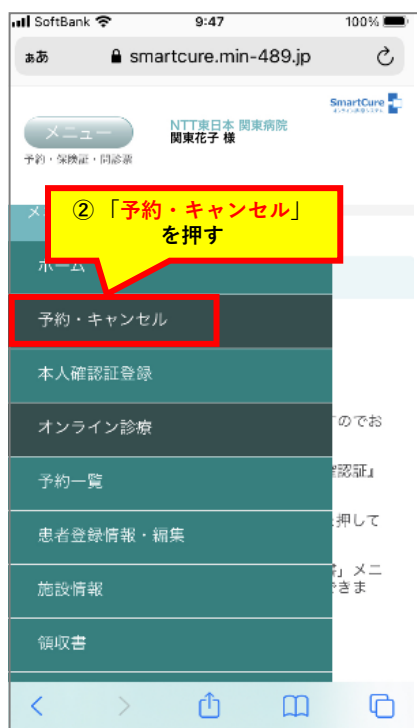 SoftBank 9:47 100%
ぁあ smartcure.min-489.jp
SmartCure
メニュー
NTT東日本 関東病院
関東花子 様
予約・保険証・問診票
②「予約・キャンセル」
を押す
ホーム
予約・キャンセル
本人確認証登録
オンライン診療
のでお
予約一覧
確認証』
患者登録情報・編集
押して
」メニ
施設情報
きま
領収書